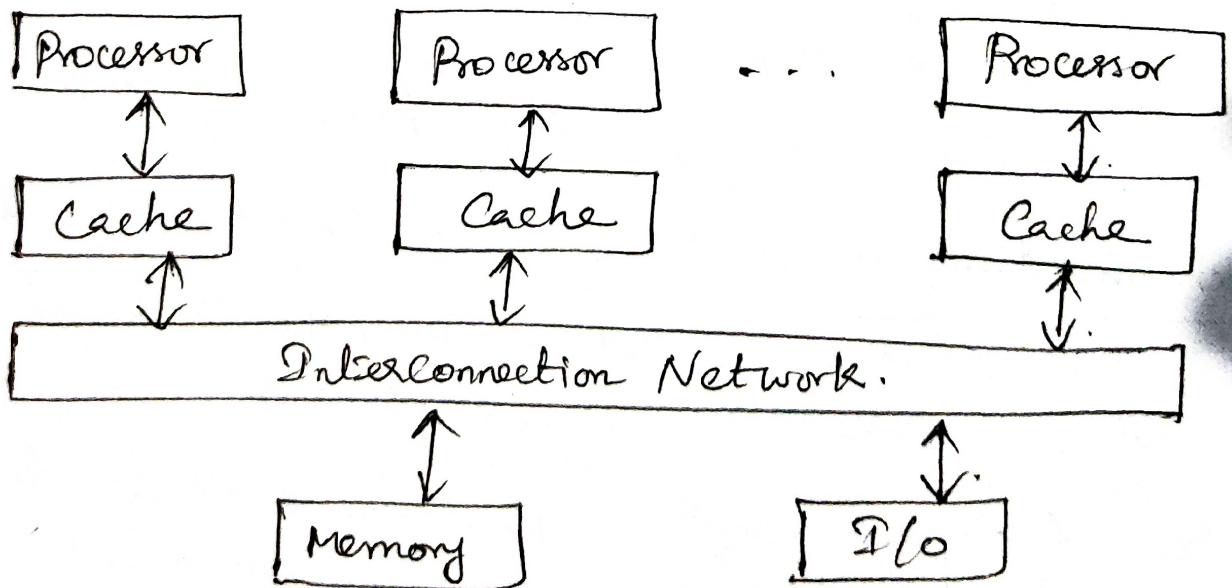 Processor Processor .... Processor
Cache Cache Cache
Interconnection Network.
Memory I/o